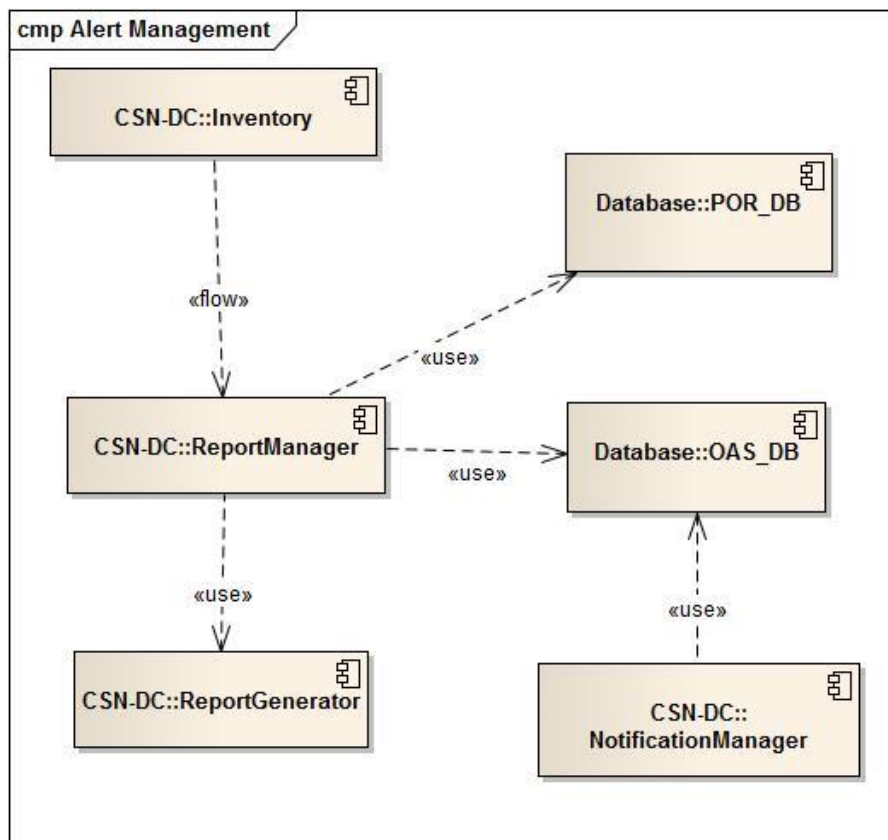 cmp Alert Management
CSN-DC::Inventory
Database::POR_DB
«flow»
«use»
CSN-DC::ReportManager
Database::OAS_DB
«use»
«use»
«use»
CSN-DC::ReportGenerator
CSN-DC::
NotificationManager